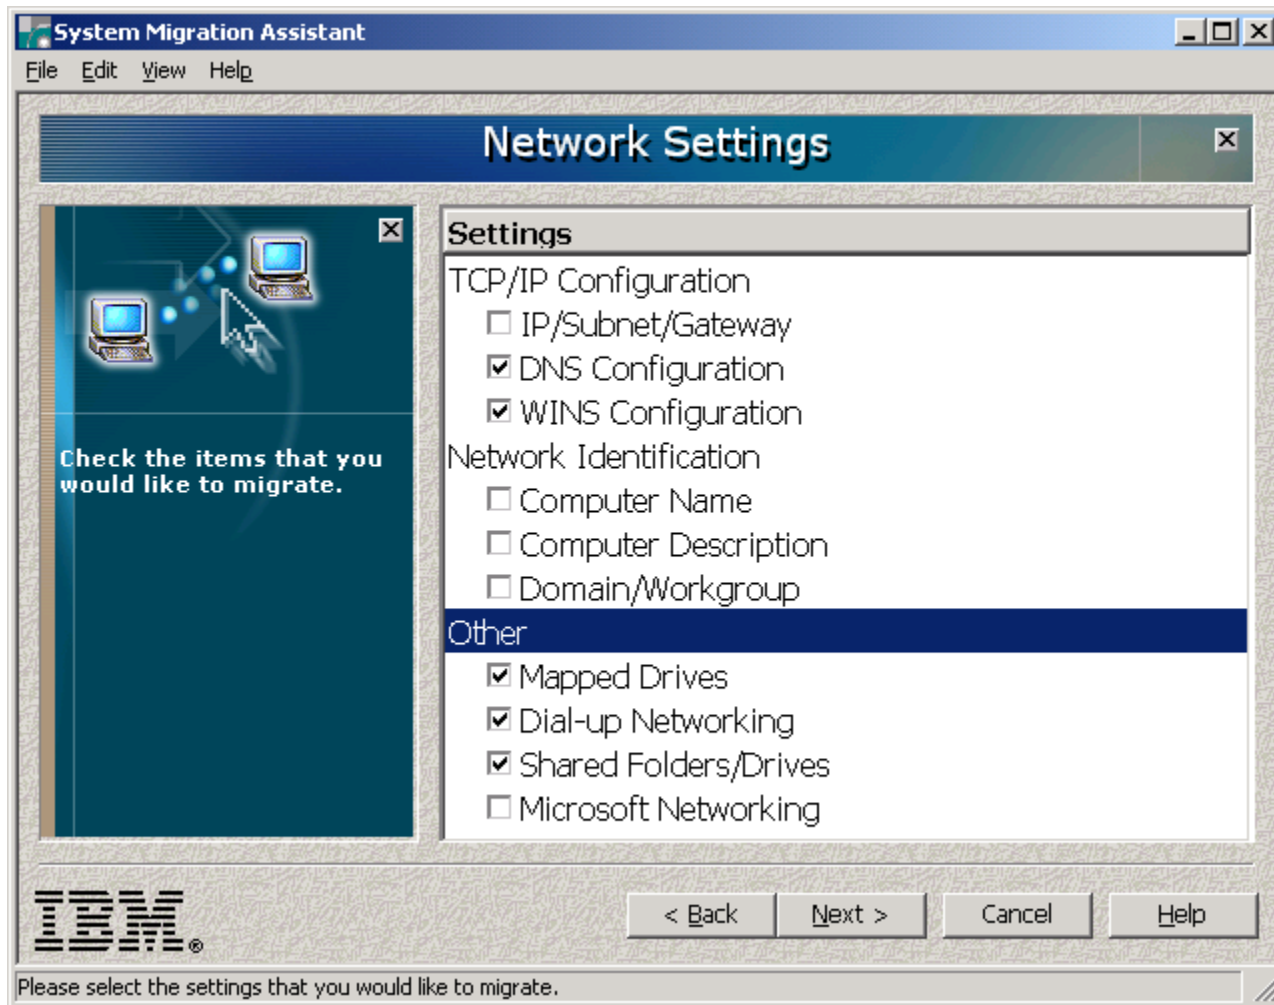 System Migration Assistant
File Edit View Help
Network Settings
Check the items that you
would like to migrate.
Settings
TCP/IP Configuration
IP/Subnet/Gateway
DNS Configuration
WINS Configuration
Network Identification
Computer Name
Computer Description
Domain/Workgroup
Other
Mapped Drives
Dial-up Networking
Shared Folders/Drives
Microsoft Networking
IBM®
< Back Next > Cancel Help
Please select the settings that you would like to migrate.